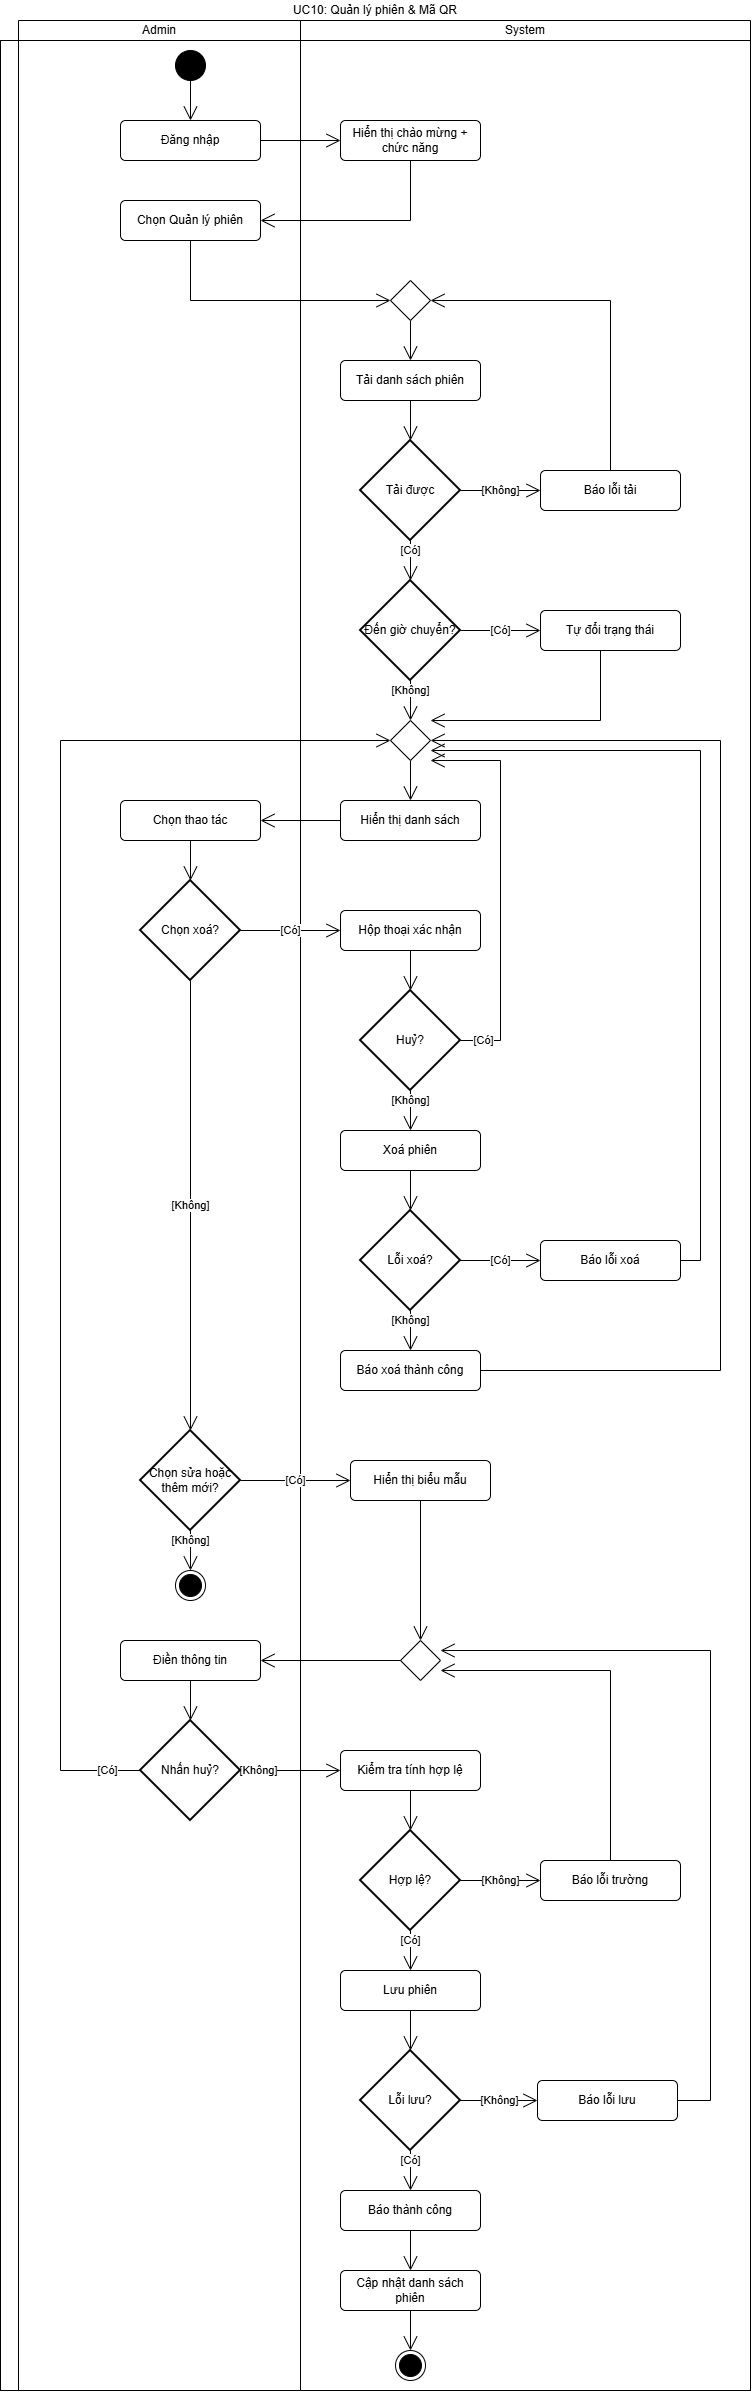 UC10: Quản lý phiên & Mã QR
Admin
System
Đăng nhập
Hiển thị chào mừng +
chức năng
Chọn Quản lý phiên
Tải danh sách phiên
Tải được
[Không]
Báo lỗi tải
[Có]
Đến giờ chuyển?
[Có]
Tự đổi trạng thái
[Không]
Chọn thao tác
Hiển thị danh sách
Chọn xoá?
[Có]
Hộp thoại xác nhận
Huỷ?
[Có]
[Không]
Xoá phiên
[Không]
Lỗi xoá?
[Có]
Báo lỗi xoá
[Không]
Báo xoá thành công
Chọn sửa hoặc
thêm mới?
[Có]
Hiển thị biểu mẫu
[Không]
Điền thông tin
[Có]
Nhấn huỷ?
[Không]
Kiểm tra tính hợp lệ
Hợp lệ?
[Không]
Báo lỗi trường
[Có]
Lưu phiên
Lỗi lưu?
[Không]
Báo lỗi lưu
[Có]
Báo thành công
Cập nhật danh sách
phiên